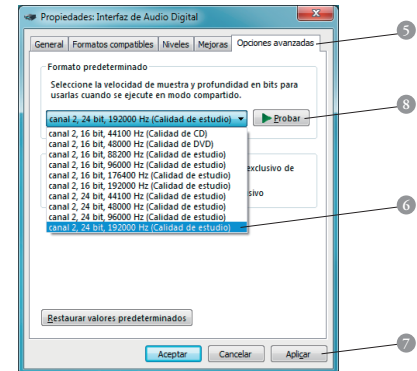 Propiedades: Interfaz de Audio Digital
General Formatos compatibles Niveles Mejoras Opciones avanzadas
5
Formato predeterminado
Seleccione la velocidad de muestra y profundidad en bits para
usarlas cuando se ejecute en modo compartido.
canal 2, 24 bit, 192000 Hz (Calidad de estudio) Probar
8
canal 2, 16 bit, 44100 Hz (Calidad de CD)
canal 2, 16 bit, 48000 Hz (Calidad de DVD)
canal 2, 16 bit, 88200 Hz (Calidad de estudio)
canal 2, 16 bit, 96000 Hz (Calidad de estudio)
canal 2, 16 bit, 176400 Hz (Calidad de estudio) exclusivo de
canal 2, 16 bit, 192000 Hz (Calidad de estudio)
canal 2, 24 bit, 44100 Hz (Calidad de estudio) sivo
canal 2, 24 bit, 48000 Hz (Calidad de estudio)
canal 2, 24 bit, 96000 Hz (Calidad de estudio)
canal 2, 24 bit, 192000 Hz (Calidad de estudio)
6
Restaurar valores predeterminados
7
Aceptar Cancelar Aplicar